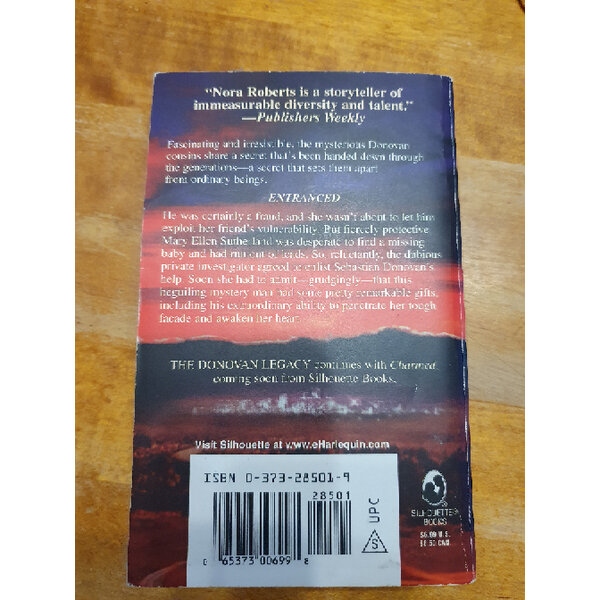 “Nora Roberts is a storyteller of
immeasurable diversity and talent.”
—Publishers Weekly
Fascinating and irresistible, the mysterious Donovan
cousins share a secret that's been handed down through
the generations—a secret that sets them apart
from ordinary beings.
ENTRANCED
He was certainly a fraud, and she wasn't about to let him
exploit her friend's vulnerability. But fiercely protective
Mary Ellen Sutherland was desperate to find a missing
baby and had run out of leads. So, reluctantly, the dubious
private investigator agreed to enlist Sebastian Donovan's
help. Soon she had to admit—grudgingly—that this
beguiling mystery man had some pretty remarkable gifts,
including his extraordinary ability to penetrate her tough
facade and awaken her heart.
THE DONOVAN LEGACY continues with Charmed,
coming soon from Silhouette Books.
Visit Silhouette at www.eHarlequin.com
ISBN 0-373-28501-9
28501
UPC
S
0 65373 00699 8
SILHOUETTE
BOOKS